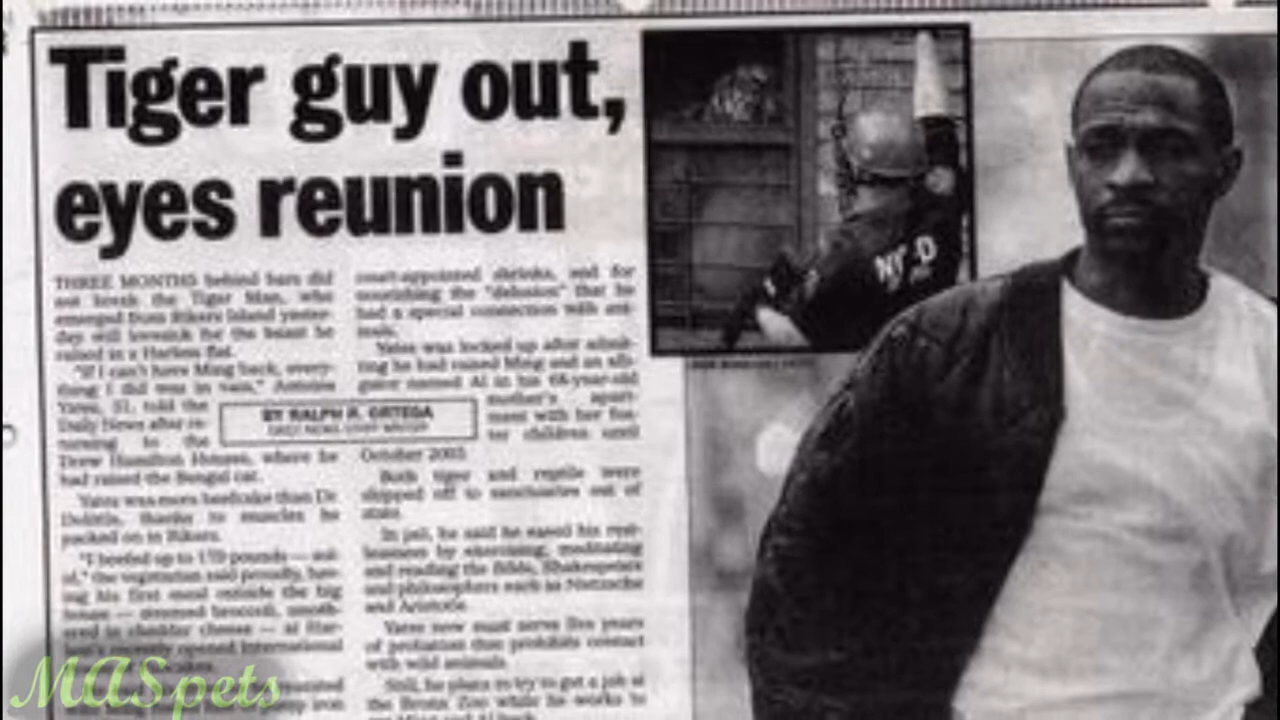 Tiger guy out,
eyes reunion
THREE MONTHS behind bars did
not break the Tiger Man, who
emerged from Rikers Island yester-
day still lovesick for the beast he
raised in a Harlem flat.
"If I can't have Ming back, every-
thing I did was in vain," Antoine
Yates, 31, told the
Daily News after re-
turning to the
Drew Hamilton Houses, where he
had raised the Bengal cat.
Yates was more hardcake than Dr.
Dolittle, thanks to muscles he
packed on in Rikers.
"I beefed up to 170 pounds — sol-
id," the vegetarian said proudly, hav-
ing his first meal outside the big
house — steamed broccoli, smoth-
ered in cheddar cheese — at Har-
lem's recently opened International
BY RALPH R. ORTEGA
DAILY NEWS STAFF WRITER
court-appointed shrinks, and for
nourishing the "delusion" that he
had a special connection with ani-
mals.
Yates was locked up after admit-
ting he had raised Ming and an alli-
gator named Al in his 68-year-old
mother's apart-
ment with her fos-
ter children until
October 2003.
Both tiger and reptile were
shipped off to sanctuaries out of
state.
In jail, he said he eased his rest-
lessness by exercising, meditating
and reading the Bible, Shakespeare
and philosophers such as Nietzsche
and Aristotle.
Yates now must serve five years
of probation that prohibits contact
with wild animals.
Still, he plans to try to get a job at
the Bronx Zoo while he works to
get Ming and Al back.
NYPD
MASpets